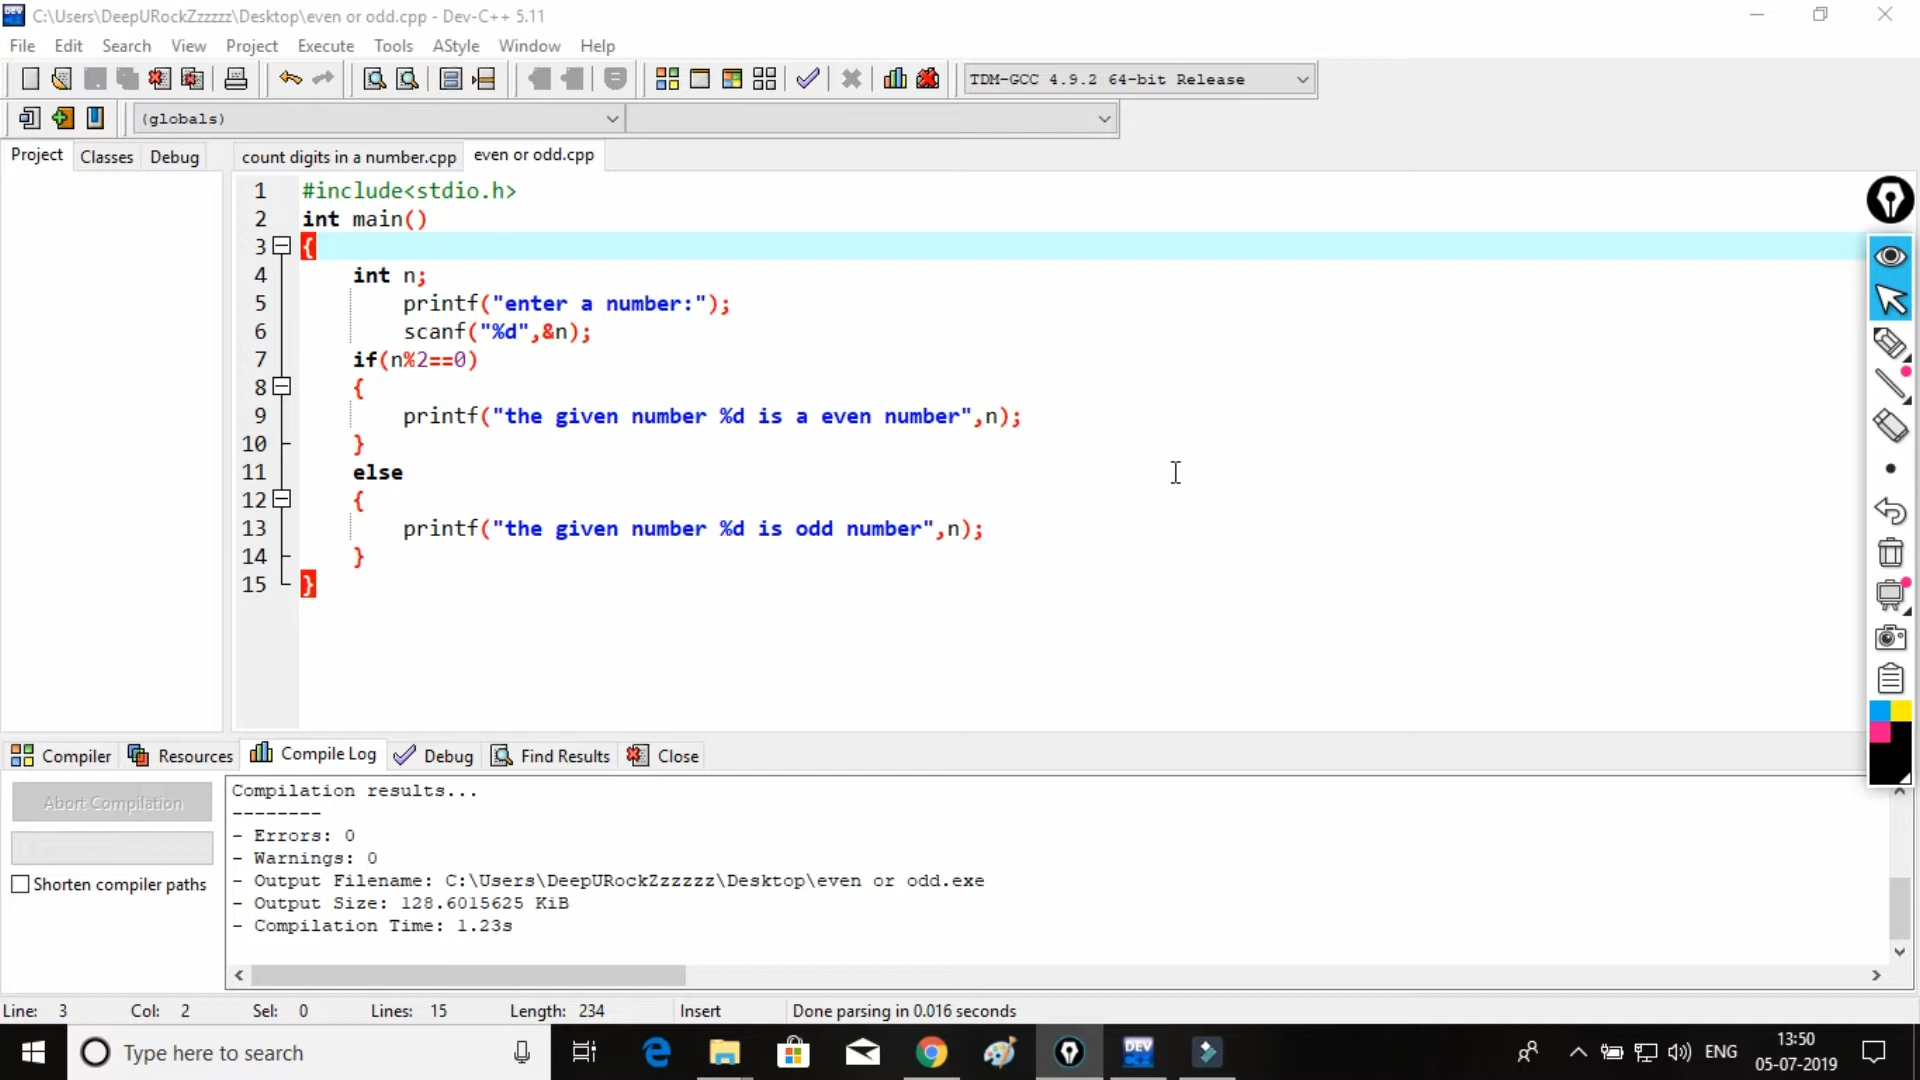 C:\Users\DeepURockZzzzzz\Desktop\even or odd.cpp - Dev-C++ 5.11
File Edit Search View Project Execute Tools AStyle Window Help
TDM-GCC 4.9.2 64-bit Release
(globals)
Project Classes Debug count digits in a number.cpp even or odd.cpp
1 #include<stdio.h>
2 int main()
3 {
4 int n;
5 printf("enter a number:");
6 scanf("%d",&n);
7 if(n%2==0)
8 {
9 printf("the given number %d is a even number",n);
10 }
11 else
12 {
13 printf("the given number %d is odd number",n);
14 }
15 }
Compiler Resources Compile Log Debug Find Results Close
Abort Compilation
Shorten compiler paths
Compilation results...
--------
- Errors: 0
- Warnings: 0
- Output Filename: C:\Users\DeepURockZzzzzz\Desktop\even or odd.exe
- Output Size: 128.6015625 KiB
- Compilation Time: 1.23s
Line: 3 Col: 2 Sel: 0 Lines: 15 Length: 234 Insert Done parsing in 0.016 seconds
Type here to search
DEV
ENG
13:50
05-07-2019